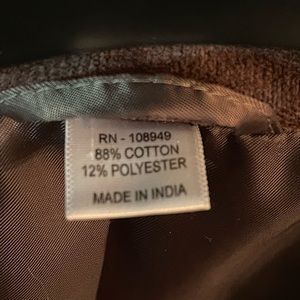 RN - 108949
88% COTTON
12% POLYESTER
MADE IN INDIA